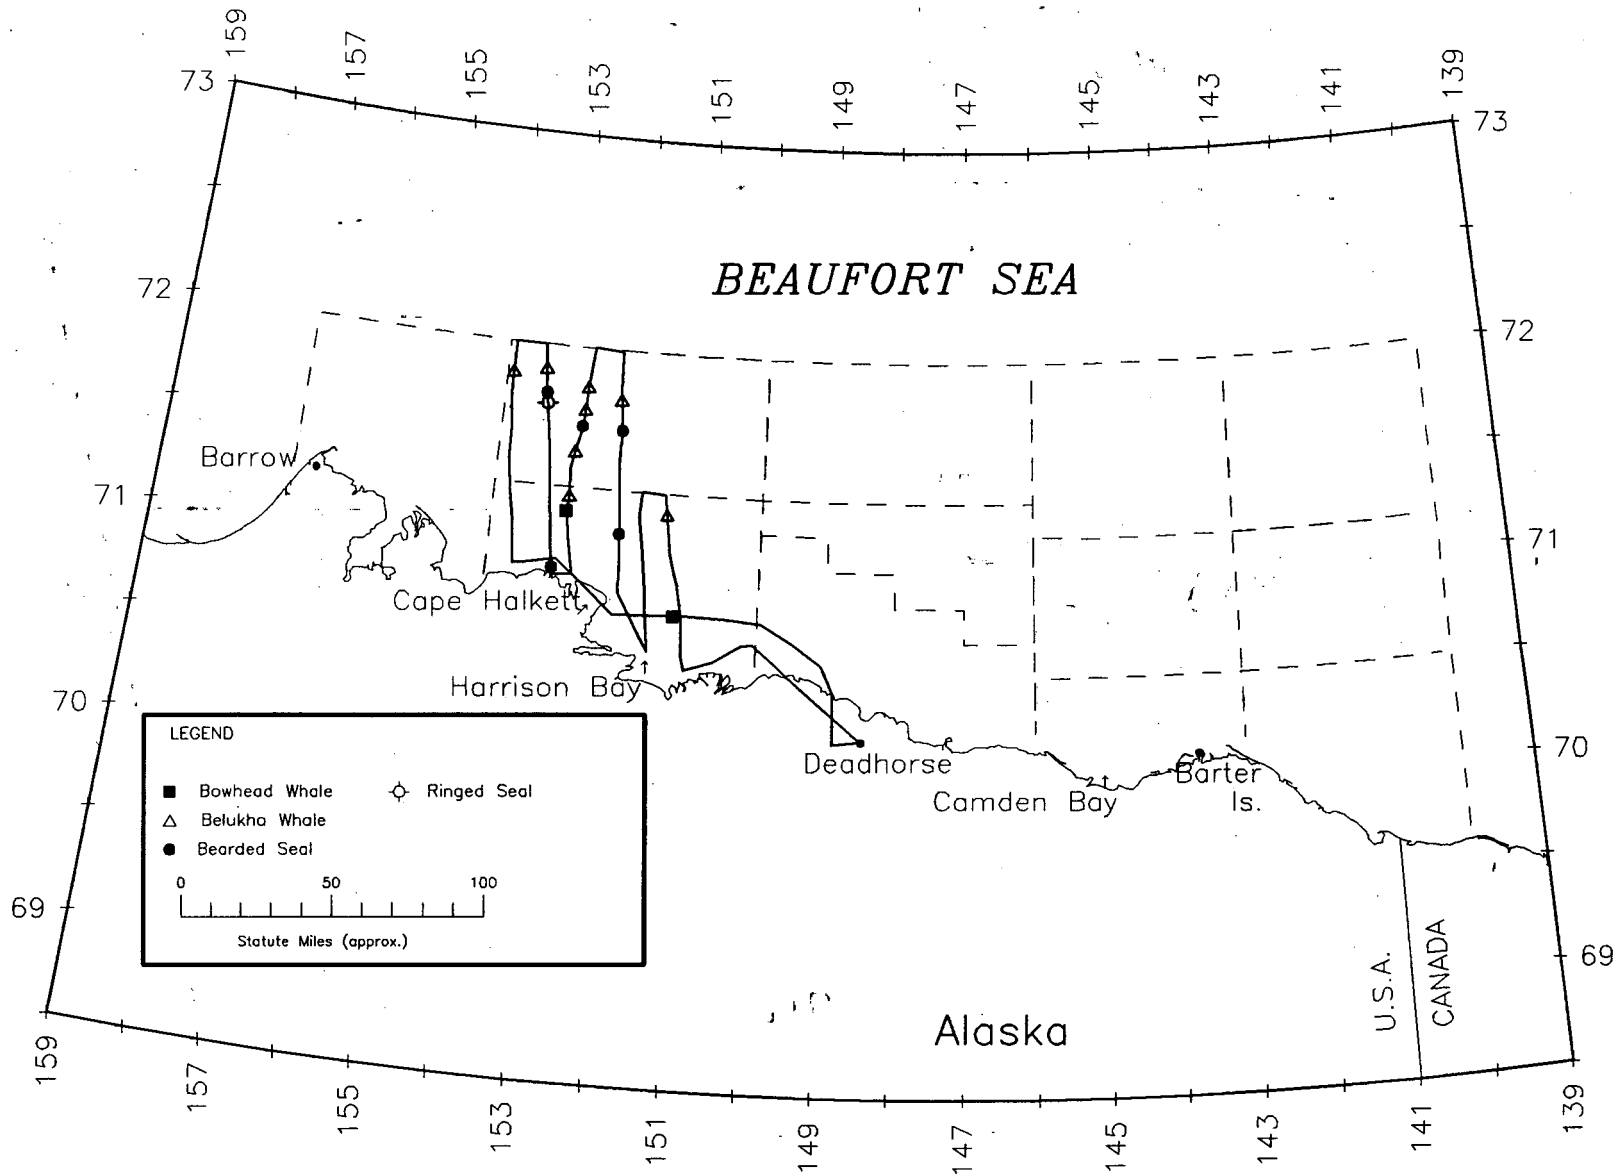 159
157
155
153
151
149
147
145
143
141
139
73
73
BEAUFORT SEA
72
72
Barrow
71
71
Cape Halkett
Harrison Bay
70
70
Deadhorse
Camden Bay
Barter
Is.
LEGEND
Bowhead Whale
Ringed Seal
Belukha Whale
Bearded Seal
0 50 100
Statute Miles (approx.)
69
69
U.S.A.
CANADA
Alaska
159
157
155
153
151
149
147
145
143
141
139